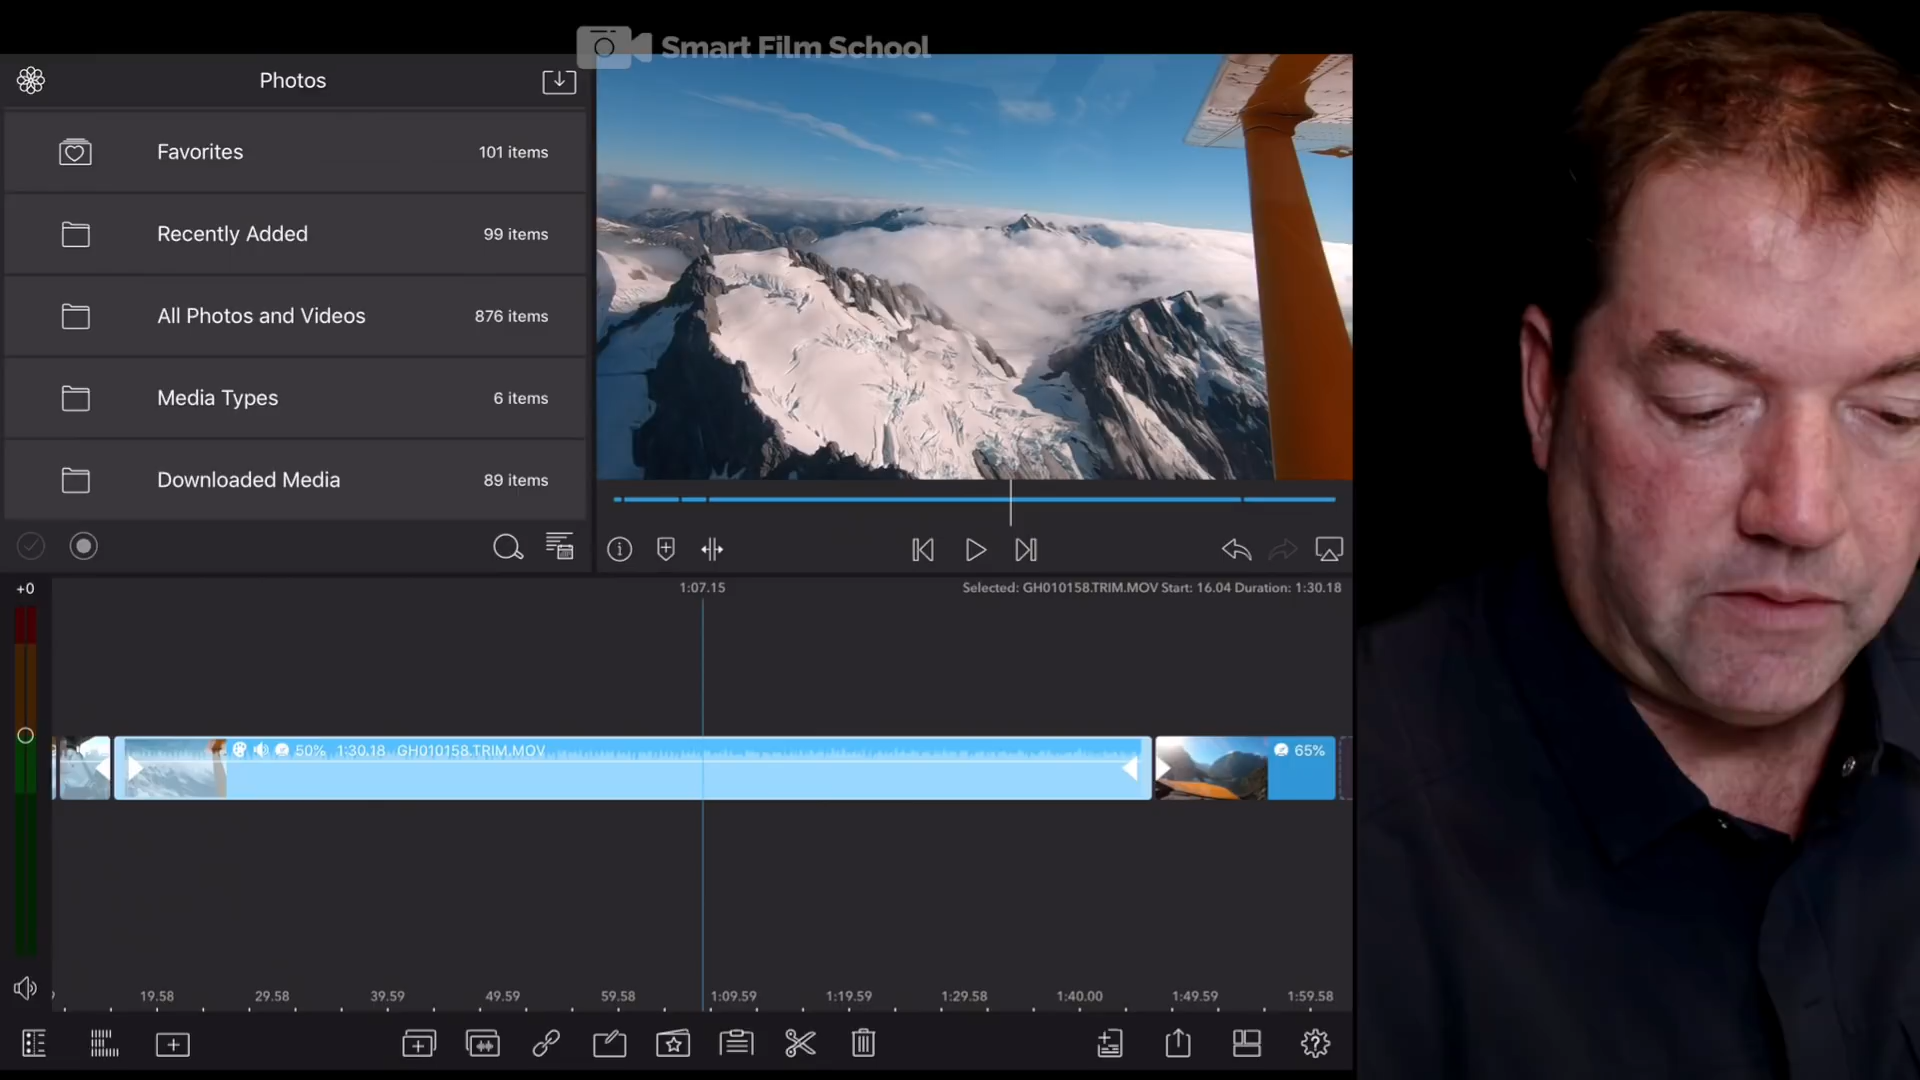 Smart Film School
Photos
Favorites 101 items
Recently Added 99 items
All Photos and Videos 876 items
Media Types 6 items
Downloaded Media 89 items
+0
1:07.15
Selected: GH010158.TRIM.MOV Start: 16.04 Duration: 1:30.18
50% 1:30.18 GH010158.TRIM.MOV
65%
19.58 29.58 39.59 49.59 59.58 1:09.59 1:19.59 1:29.58 1:40.00 1:49.59 1:59.58